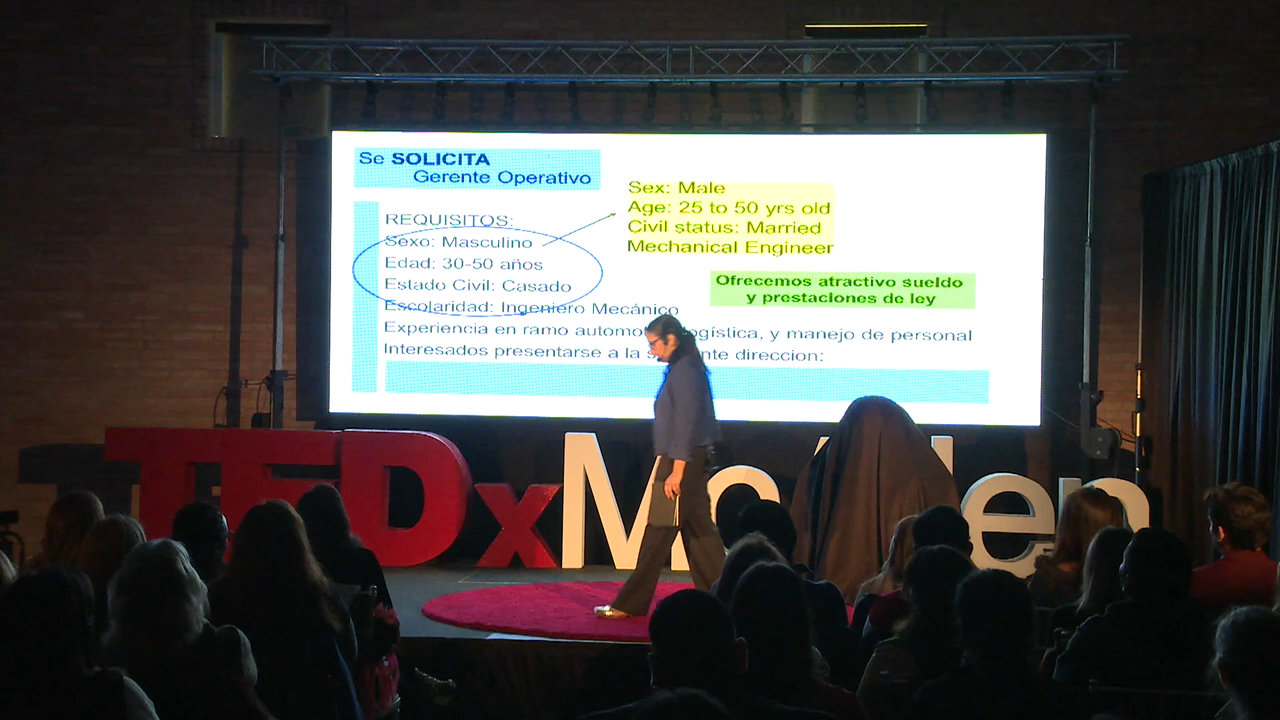 Se SOLICITA
Gerente Operativo
REQUISITOS:
Sexo: Masculino
Edad: 30-50 años
Estado Civil: Casado
Escolaridad: Ingeniero Mecánico
Experiencia en ramo ogística, y manejo de personal
Interesados presentarse a la direccion:
Sex: Male
Age: 25 to 50 yrs old
Civil status: Married
Mechanical Engineer
Ofrecemos atractivo sueldo
y prestaciones de ley
TEDx